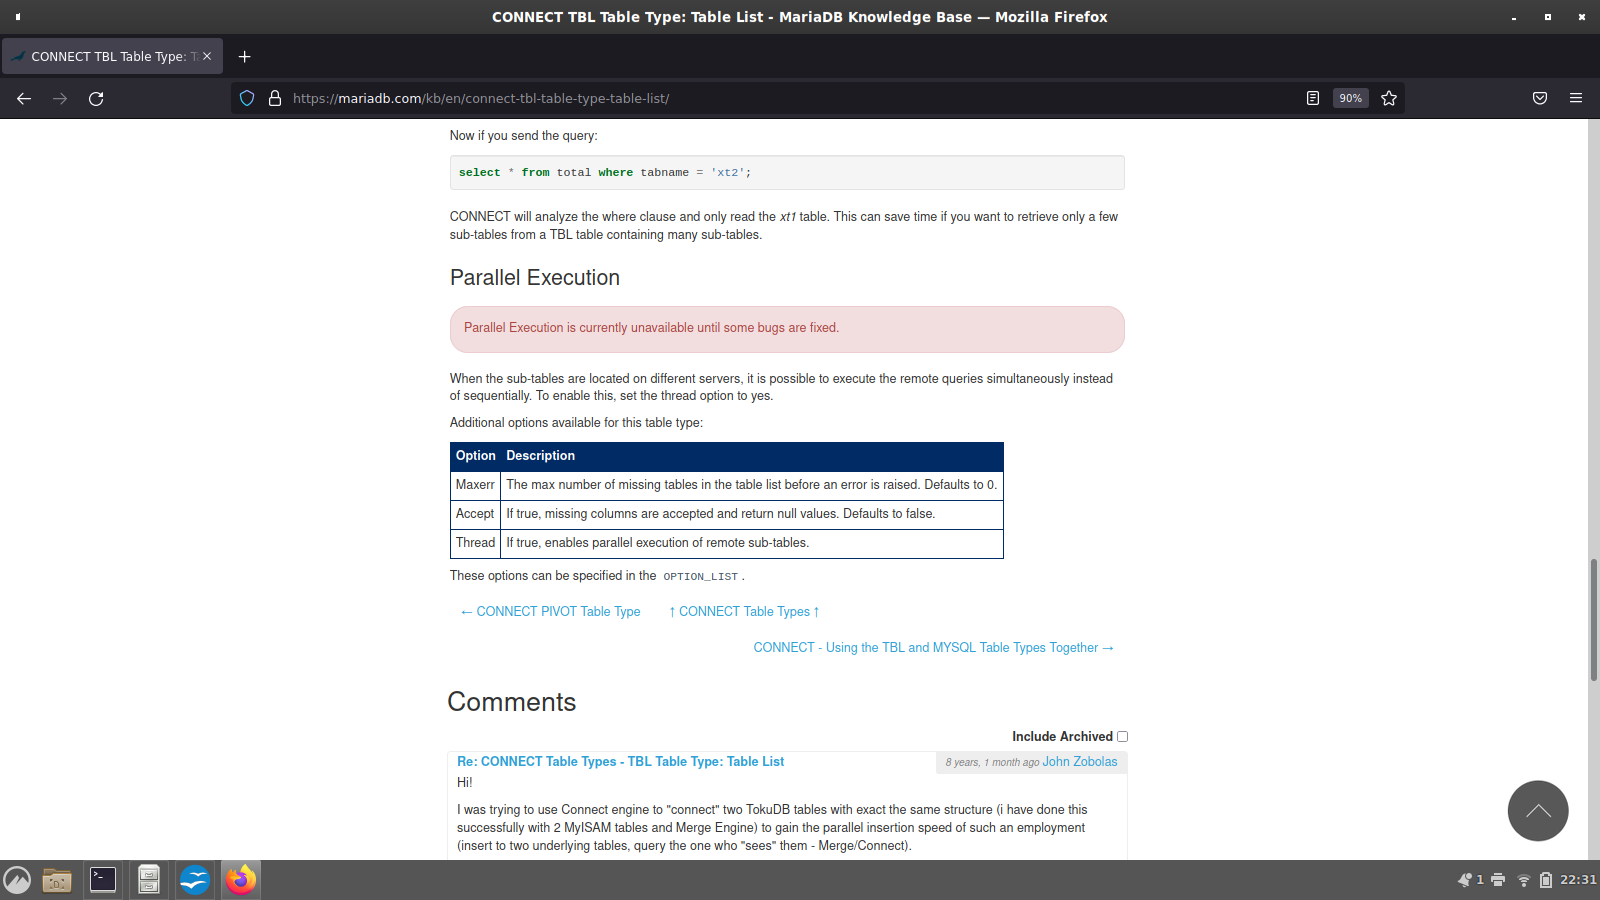 CONNECT TBL Table Type: Table List - MariaDB Knowledge Base — Mozilla Firefox
CONNECT TBL Table Type: Ta
https://mariadb.com/kb/en/connect-tbl-table-type-table-list/
90%
Now if you send the query:
select * from total where tabname = 'xt2';
CONNECT will analyze the where clause and only read the xt1 table. This can save time if you want to retrieve only a few
sub-tables from a TBL table containing many sub-tables.
Parallel Execution
Parallel Execution is currently unavailable until some bugs are fixed.
When the sub-tables are located on different servers, it is possible to execute the remote queries simultaneously instead
of sequentially. To enable this, set the thread option to yes.
Additional options available for this table type:
Option Description
Maxerr The max number of missing tables in the table list before an error is raised. Defaults to 0.
Accept If true, missing columns are accepted and return null values. Defaults to false.
Thread If true, enables parallel execution of remote sub-tables.
These options can be specified in the OPTION_LIST .
← CONNECT PIVOT Table Type ↑ CONNECT Table Types ↑
CONNECT - Using the TBL and MYSQL Table Types Together →
Comments
Include Archived
Re: CONNECT Table Types - TBL Table Type: Table List 8 years, 1 month ago John Zobolas
Hi!
I was trying to use Connect engine to "connect" two TokuDB tables with exact the same structure (i have done this
successfully with 2 MyISAM tables and Merge Engine) to gain the parallel insertion speed of such an employment
(insert to two underlying tables, query the one who "sees" them - Merge/Connect).
1 22:31